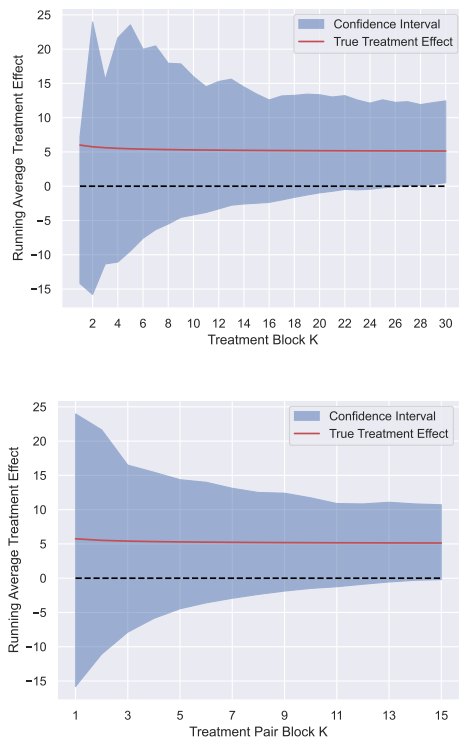 25
20
15
10
5
0
−5
−10
−15
Running Average Treatment Effect
Confidence Interval
True Treatment Effect
2 4 6 8 10 12 14 16 18 20 22 24 26 28 30
Treatment Block K
25
20
15
10
5
0
−5
−10
−15
Running Average Treatment Effect
Confidence Interval
True Treatment Effect
1 3 5 7 9 11 13 15
Treatment Pair Block K